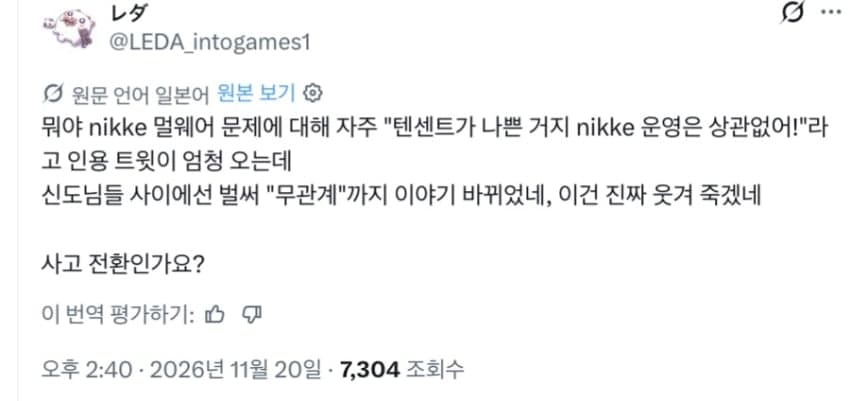 レダ
@LEDA_intogames1
원문 언어 일본어 원본 보기
뭐야 nikke 멀웨어 문제에 대해 자주 "텐센트가 나쁜 거지 nikke 운영은 상관없어!"라
고 인용 트윗이 엄청 오는데
신도님들 사이에선 벌써 "무관계"까지 이야기 바뀌었네, 이건 진짜 웃겨 죽겠네
사고 전환인가요?
이 번역 평가하기:
오후 2:40 · 2026년 11월 20일 · 7,304 조회수